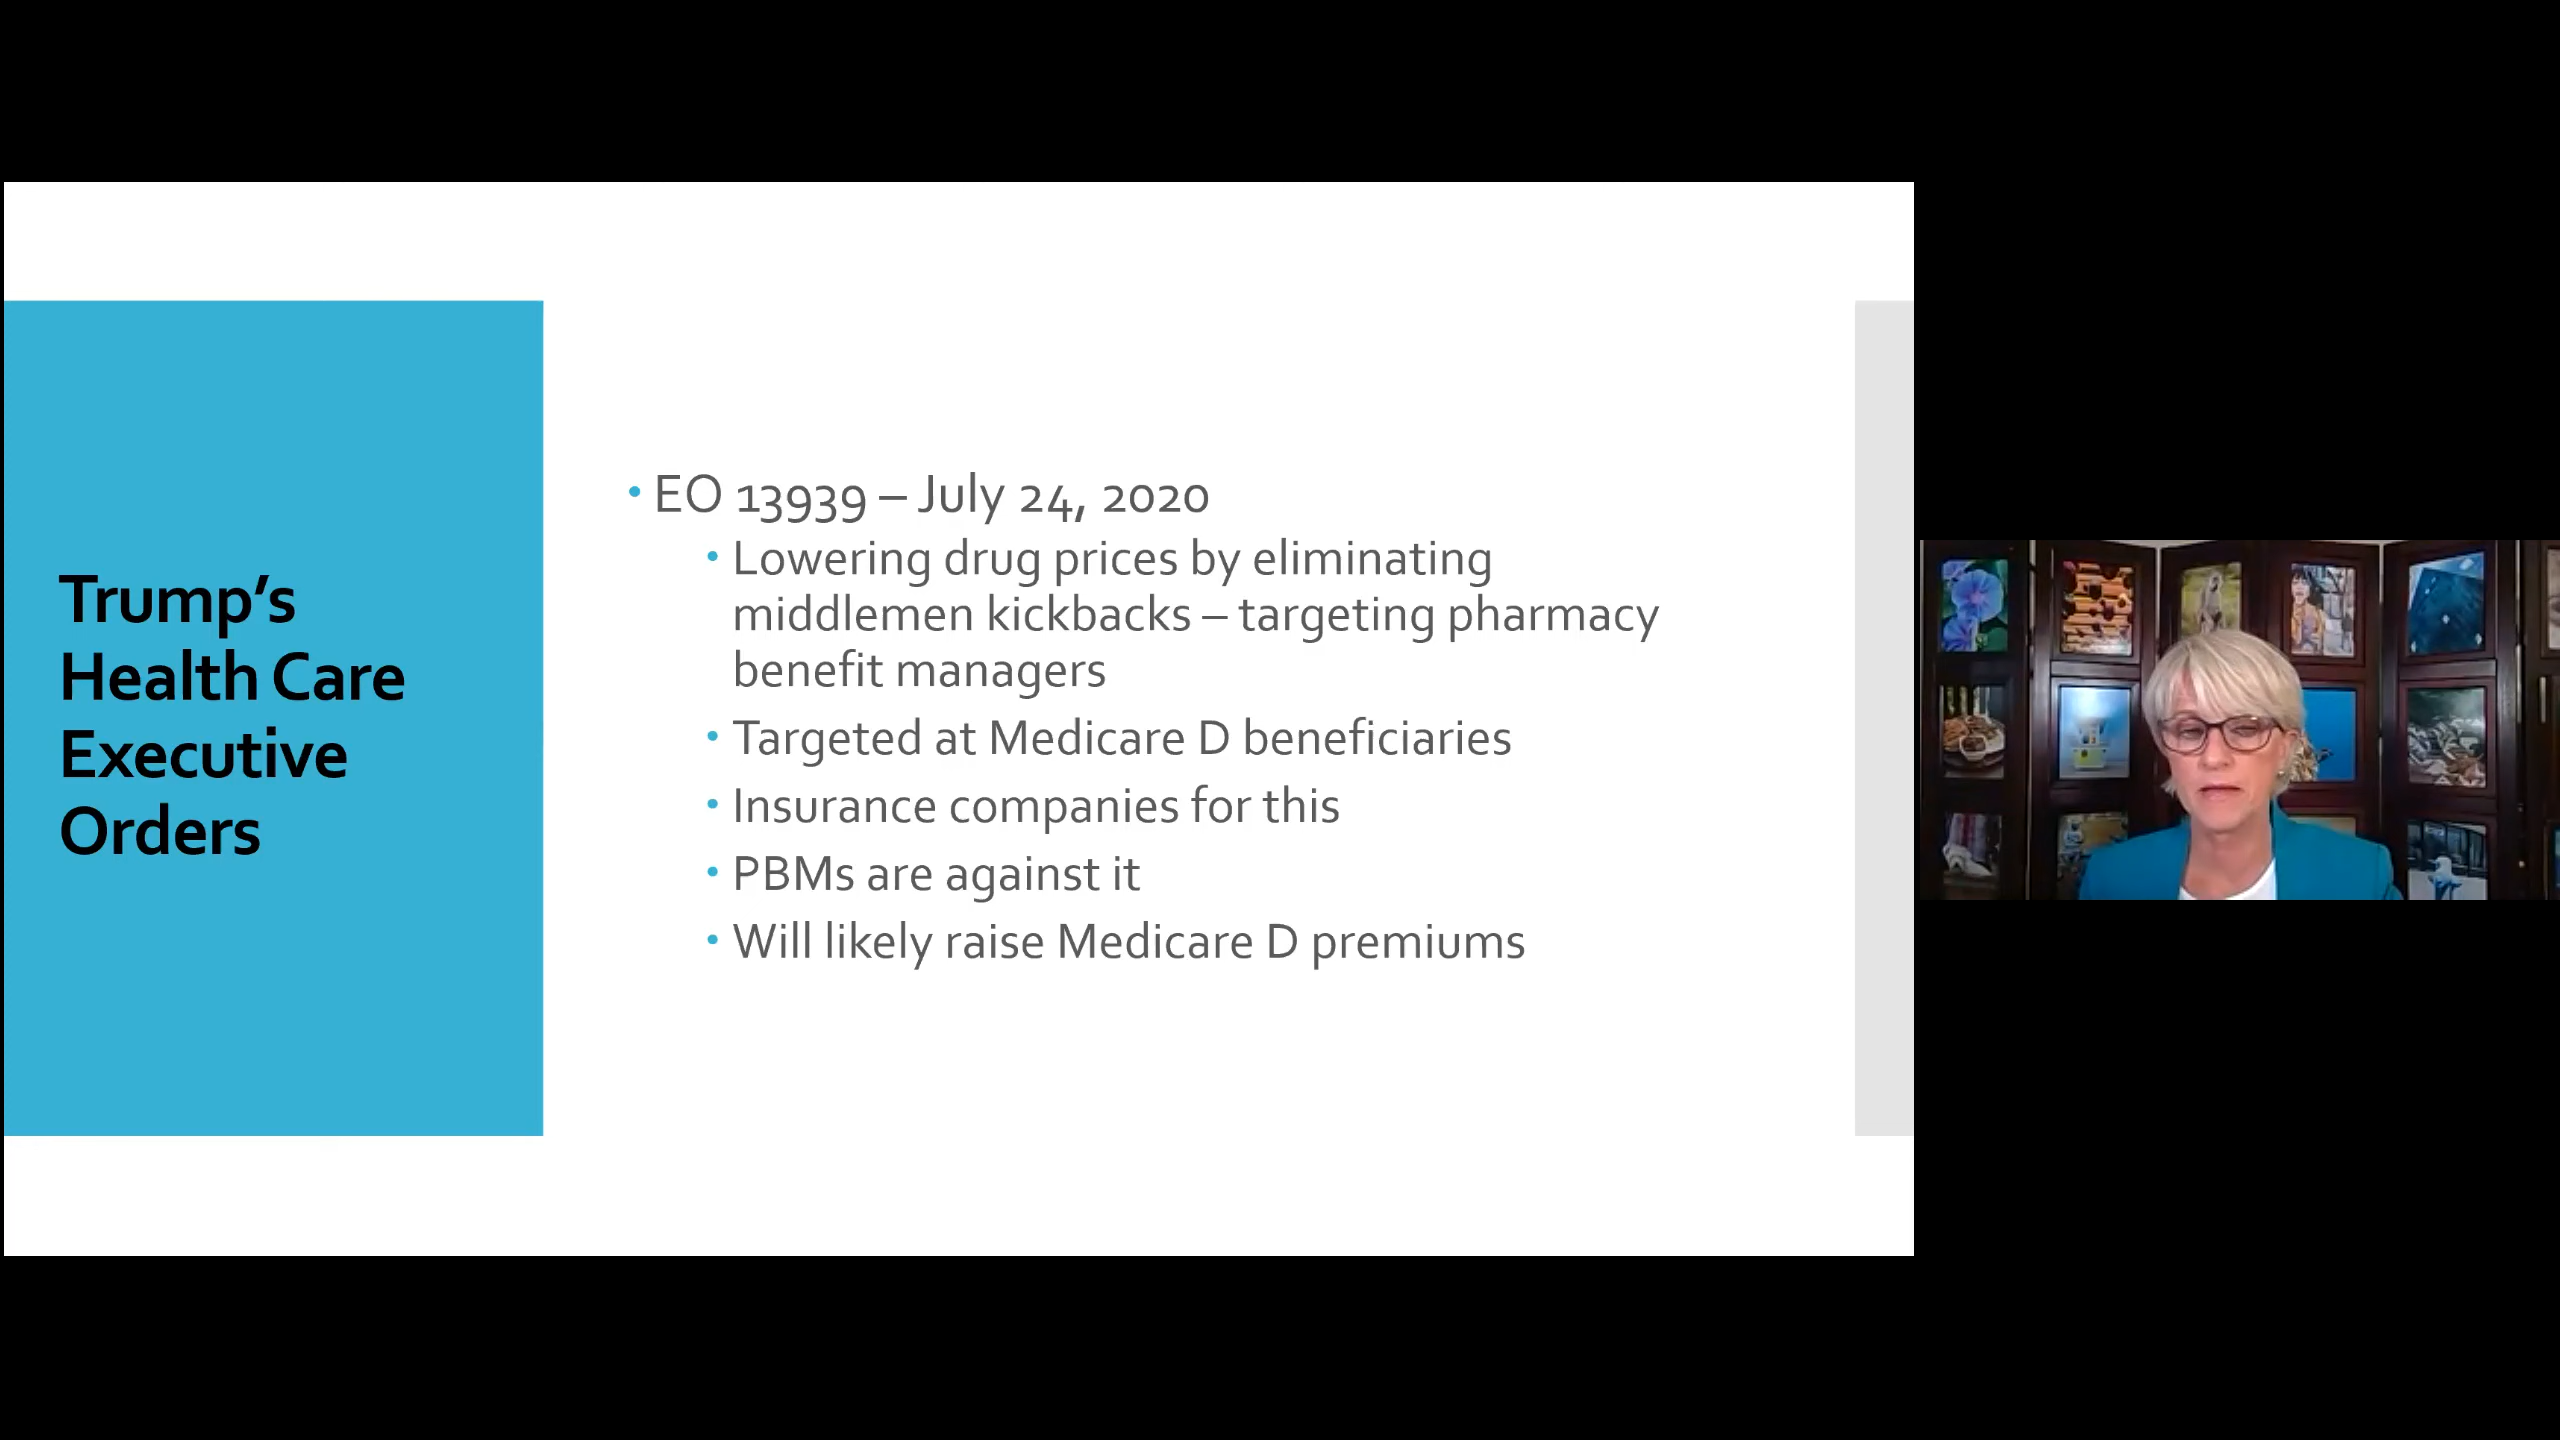 Trump’s
Health Care
Executive
Orders
• EO 13939 – July 24, 2020
• Lowering drug prices by eliminating
middlemen kickbacks – targeting pharmacy
benefit managers
• Targeted at Medicare D beneficiaries
• Insurance companies for this
• PBMs are against it
• Will likely raise Medicare D premiums